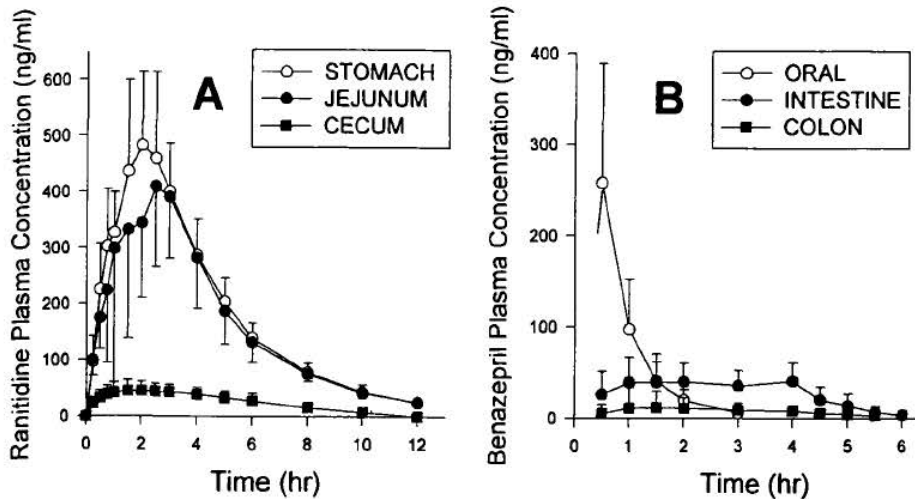 A
STOMACH
JEJUNUM
CECUM
Ranitidine Plasma Concentration (ng/ml)
600
500
400
300
200
100
0
0 2 4 6 8 10 12
Time (hr)
B
ORAL
INTESTINE
COLON
Benazepril Plasma Concentration (ng/ml)
400
300
200
100
0
0 1 2 3 4 5 6
Time (hr)